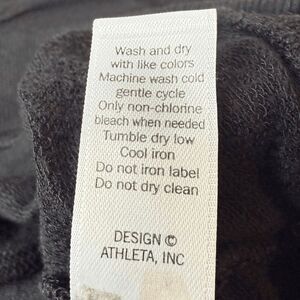 Wash and dry
with like colors
Machine wash cold
gentle cycle
Only non-chlorine
bleach when needed
Tumble dry low
Cool iron
Do not iron label
Do not dry clean
DESIGN ©
ATHLETA, INC